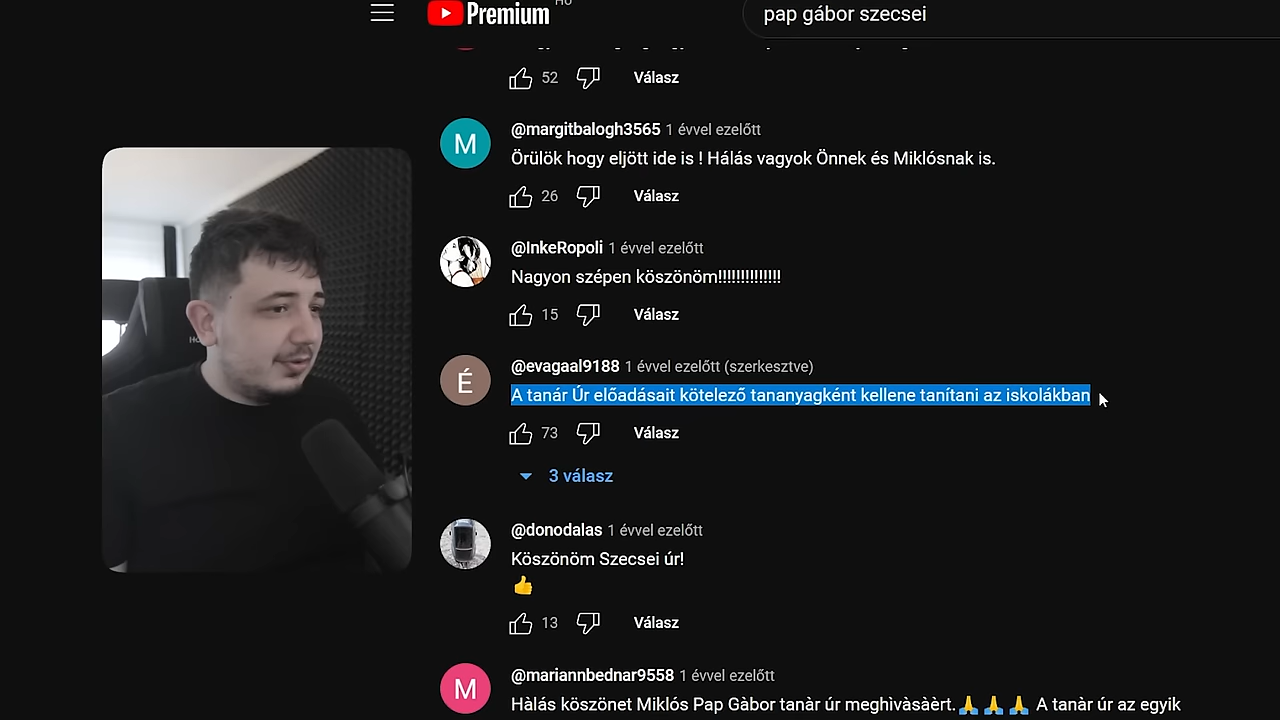 Premium HU
pap gábor szecsei
52 Válasz
M
@margitbalogh3565 1 évvel ezelőtt
Örülök hogy eljött ide is ! Hálás vagyok Önnek és Miklósnak is.
26 Válasz
@InkeRopoli 1 évvel ezelőtt
Nagyon szépen köszönöm!!!!!!!!!!!!!!
15 Válasz
É
@evagaal9188 1 évvel ezelőtt (szerkesztve)
A tanár Úr előadásait kötelező tananyagként kellene tanítani az iskolákban
73 Válasz
3 válasz
@donodalas 1 évvel ezelőtt
Köszönöm Szecsei úr!
👍
13 Válasz
M
@mariannbednar9558 1 évvel ezelőtt
Hàlás köszönet Miklós Pap Gàbor tanàr úr meghìvàsàèrt.🙏🙏🙏 A tanàr úr az egyik